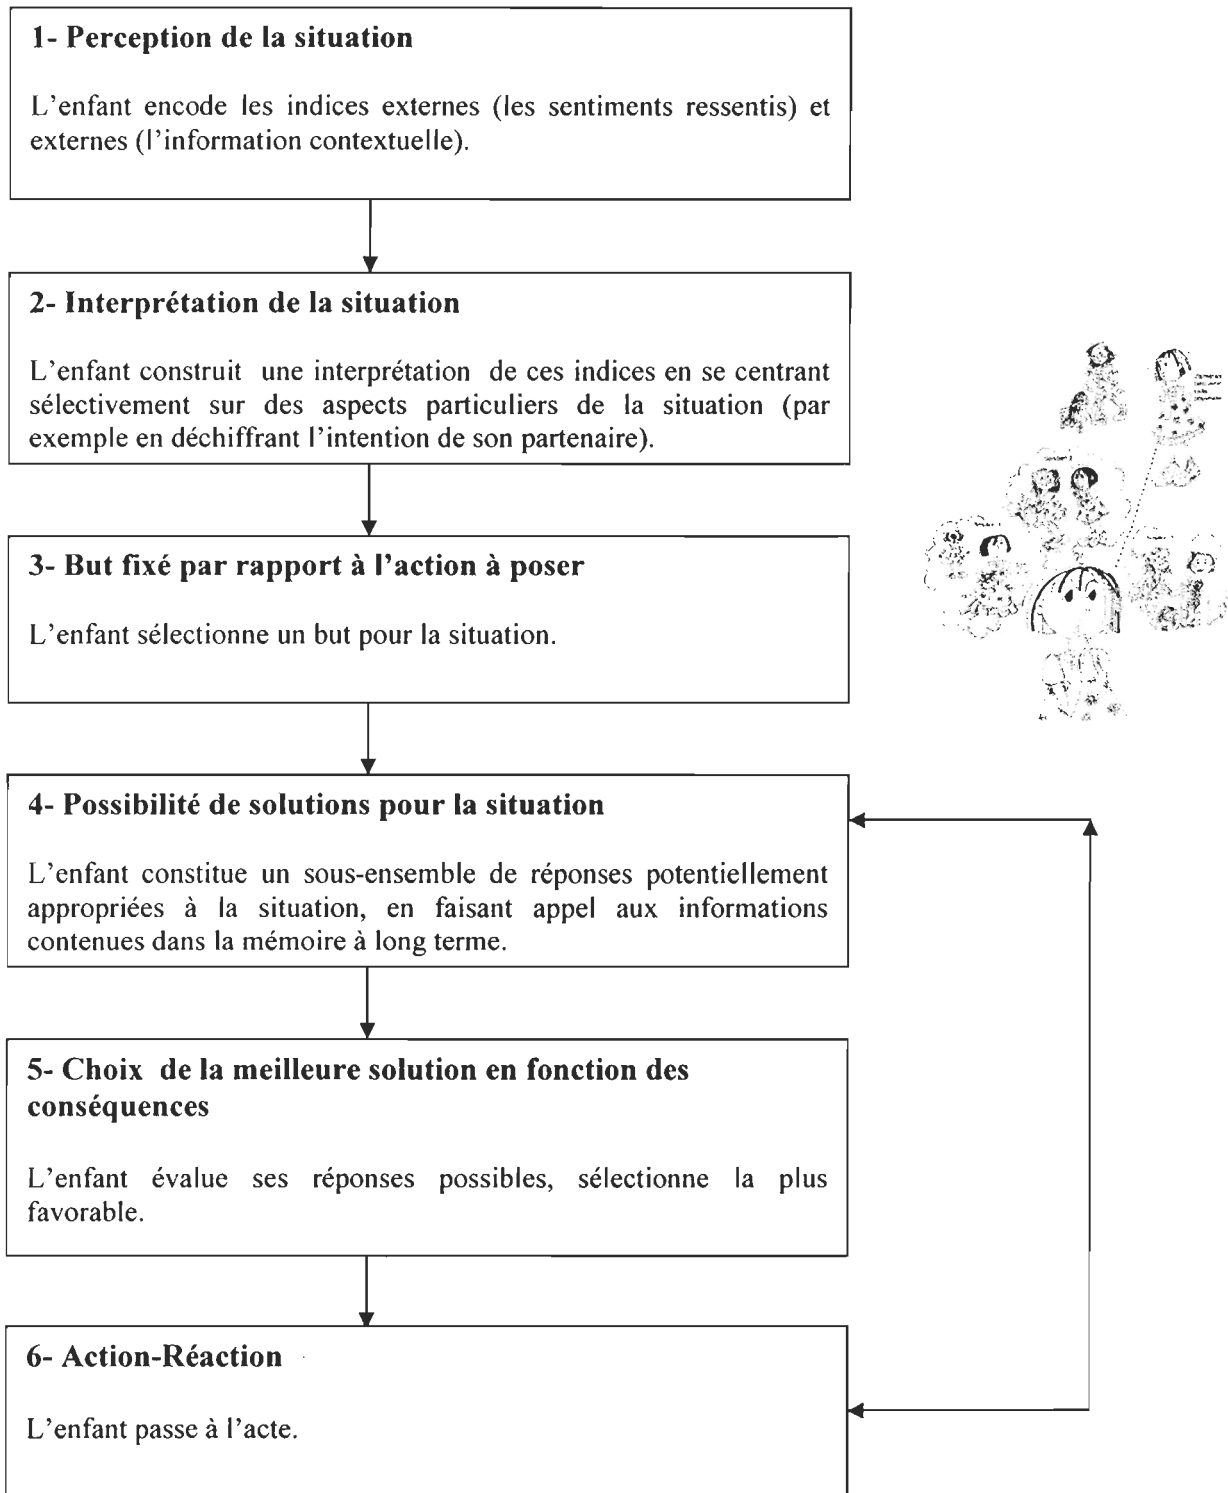 1- Perception de la situation
L'enfant encode les indices externes (les sentiments ressentis) et
externes (l'information contextuelle).
2- Interprétation de la situation
L'enfant construit une interprétation de ces indices en se centrant
sélectivement sur des aspects particuliers de la situation (par
exemple en déchiffrant l'intention de son partenaire).
3- But fixé par rapport à l'action à poser
L'enfant sélectionne un but pour la situation.
4- Possibilité de solutions pour la situation
L'enfant constitue un sous-ensemble de réponses potentiellement
appropriées à la situation, en faisant appel aux informations
contenues dans la mémoire à long terme.
5- Choix de la meilleure solution en fonction des
conséquences
L'enfant évalue ses réponses possibles, sélectionne la plus
favorable.
6- Action-Réaction
L'enfant passe à l'acte.